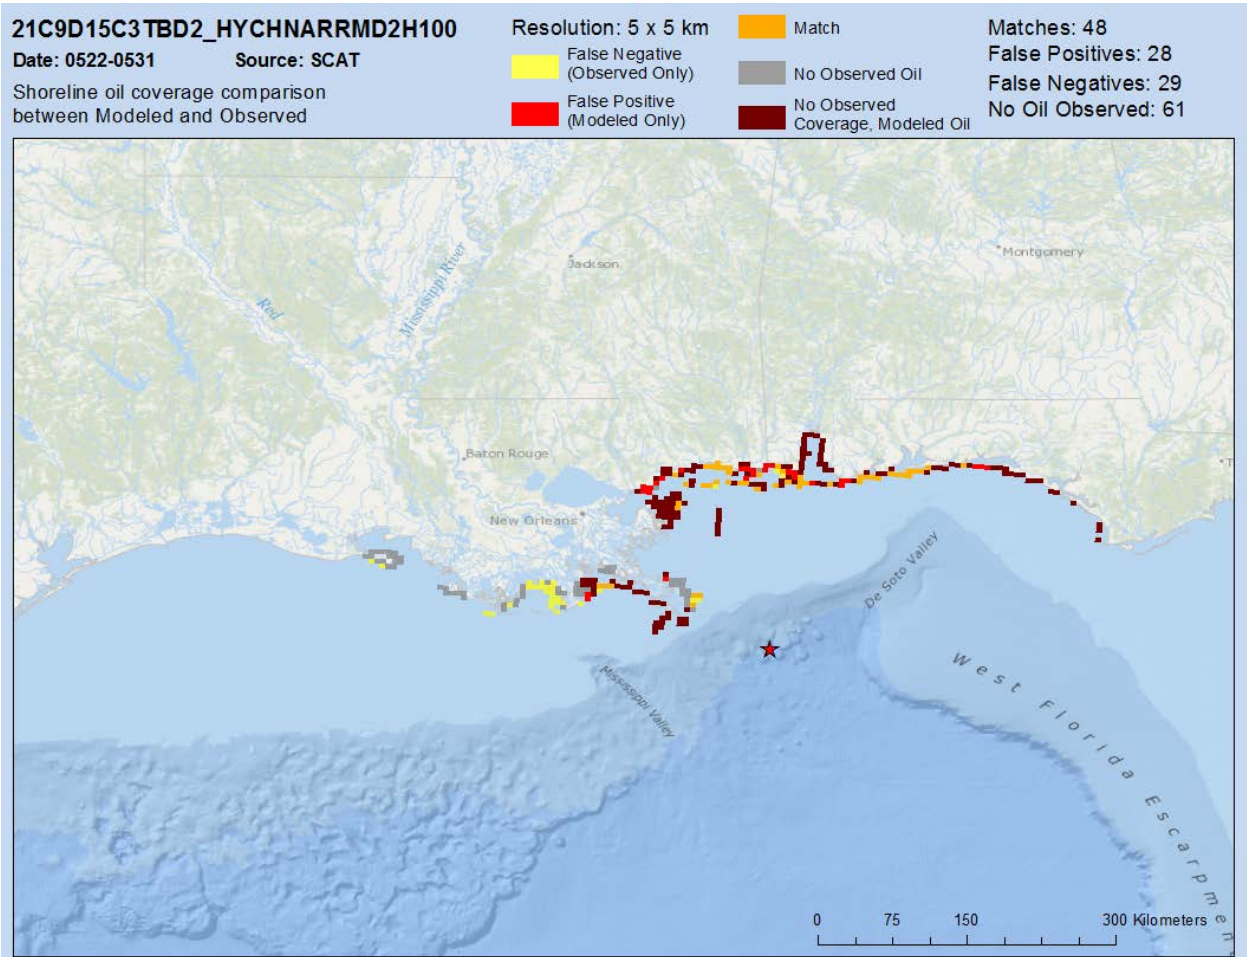 21C9D15C3TBD2_HYCHNARRMD2H100
Date: 0522-0531 Source: SCAT
Shoreline oil coverage comparison
between Modeled and Observed
Resolution: 5 x 5 km
False Negative
(Observed Only)
False Positive
(Modeled Only)
Match
No Observed Oil
No Observed
Coverage, Modeled Oil
Matches: 48
False Positives: 28
False Negatives: 29
No Oil Observed: 61
Montgomery
Jackson
Mississippi River
Red
Baton Rouge
New Orleans
De Soto Valley
Mississippi Valley
West Florida Escarpmen
0 75 150 300 Kilometers